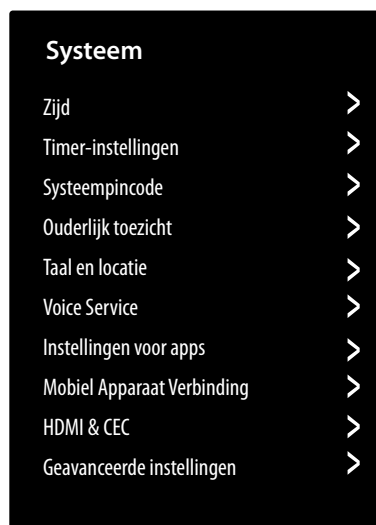 Systeem
Zijd
Timer-instellingen
Systeempincode
Ouderlijk toezicht
Taal en locatie
Voice Service
Instellingen voor apps
Mobiel Apparaat Verbinding
HDMI & CEC
Geavanceerde instellingen